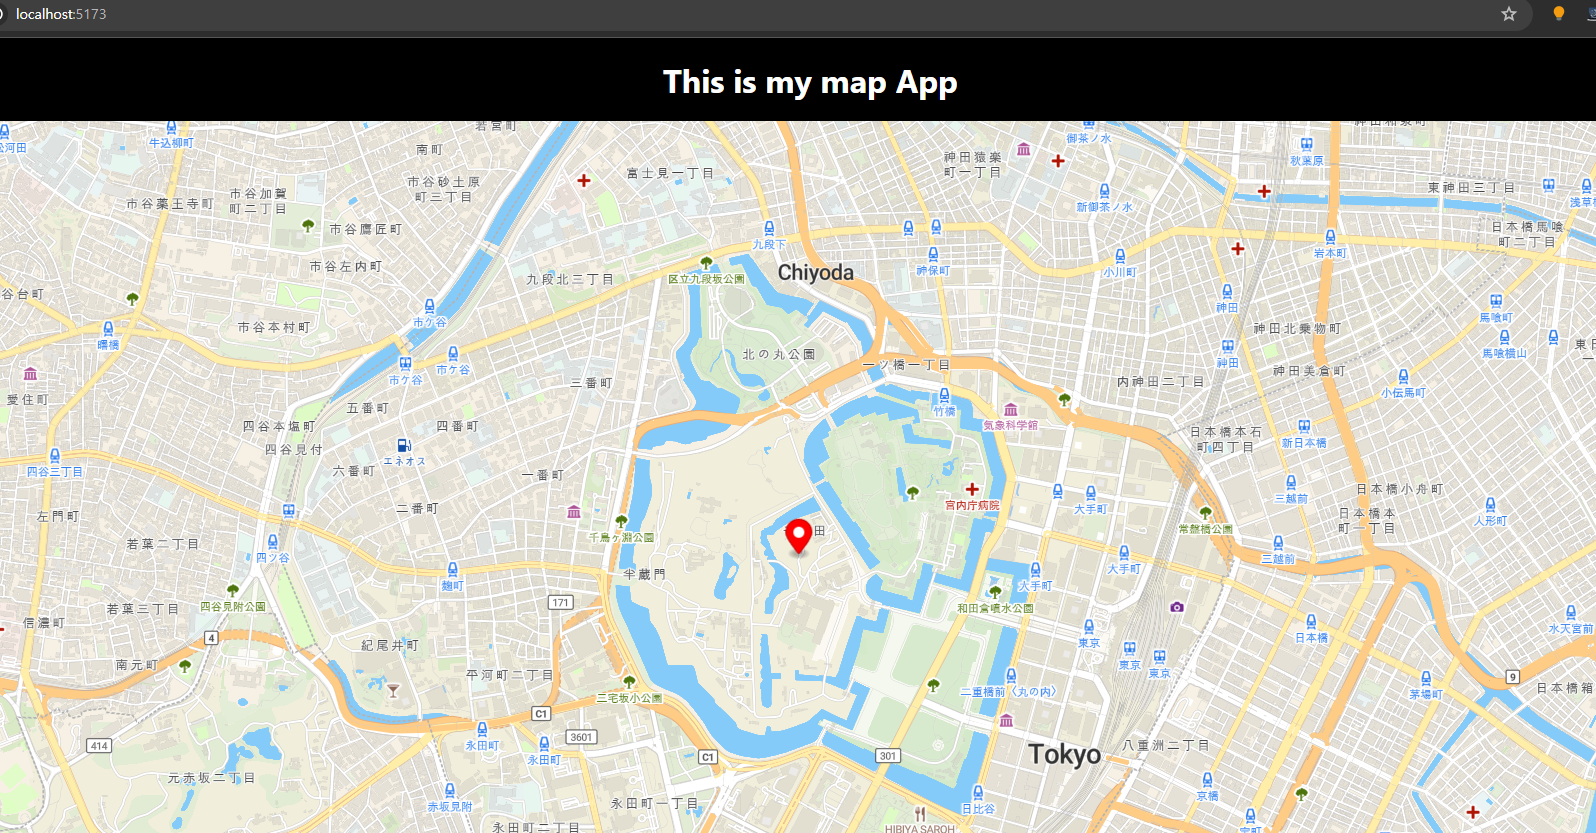 localhost:5173
This is my map App
若宮町
御茶ノ水
牛込柳町
南町
秋葉原
神田猿楽
町一丁目
富士見一丁目
市谷砂土原
町三丁目
市谷加賀
町二丁目
市谷薬王寺町
東神田三丁目
新御茶ノ水
市谷鷹匠町
九段下
日本橋馬喰
町二丁目
岩本町
市谷左内町
九段北三丁目
区立九段坂公園
Chiyoda
神保町
小川町
谷台町
神田
馬喰町
市ケ谷
市谷本村町
神田北乗物町
曙橋
馬喰横山
北の丸公園
市ケ谷
市ケ谷
一ツ橋一丁目
神田
神田美倉町
三番町
内神田二丁目
小伝馬町
愛住町
五番町
竹橋
四谷本塩町
四番町
気象科学館
日本橋本石
町四丁目
新日本橋
四谷見付
エネオス
四谷三丁目
六番町
一番町
三越前
日本橋小舟町
宮内庁病院
二番町
大手町
日本橋本
町一丁目
人形町
左門町
常盤橋公園
田
千鳥ヶ淵公園
若葉二丁目
四ツ谷
三越前
大手町
半蔵門
麹町
大手町
若葉三丁目
四谷見附公園
171
和田倉噴水公園
信濃町
水天宮前
4
紀尾井町
東京
日本橋
南元町
東京
東京
平河町二丁目
9
二重橋前〈丸の内〉
茅場町
日本橋箱
三宅坂小公園
C1
414
永田町
3601
永田町
C1
301
Tokyo
八重洲二丁目
元赤坂二丁目
赤坂見附
永田町一丁目
日比谷
京橋
永田町二丁目
HIBIYA SAROH
宝町